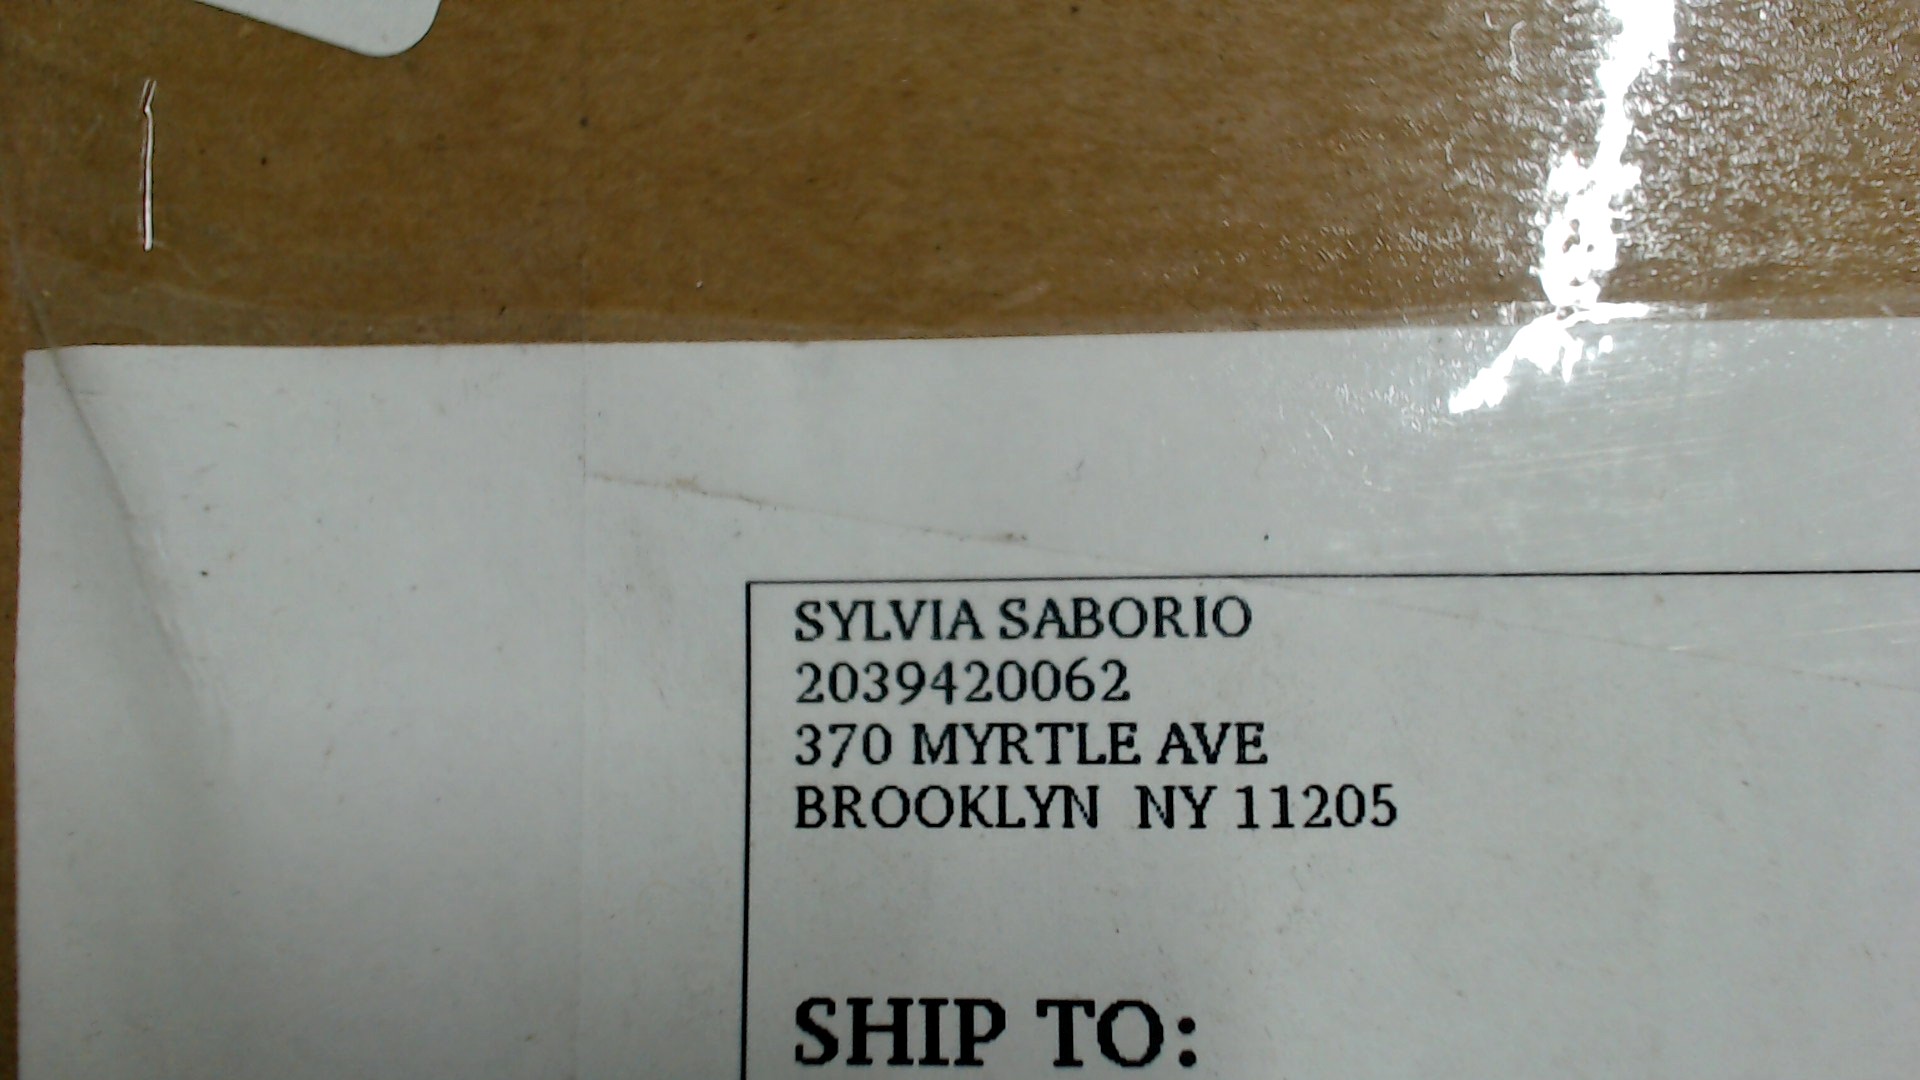 SYLVIA SABORIO
2039420062
370 MYRTLE AVE
BROOKLYN  NY 11205
SHIP TO: